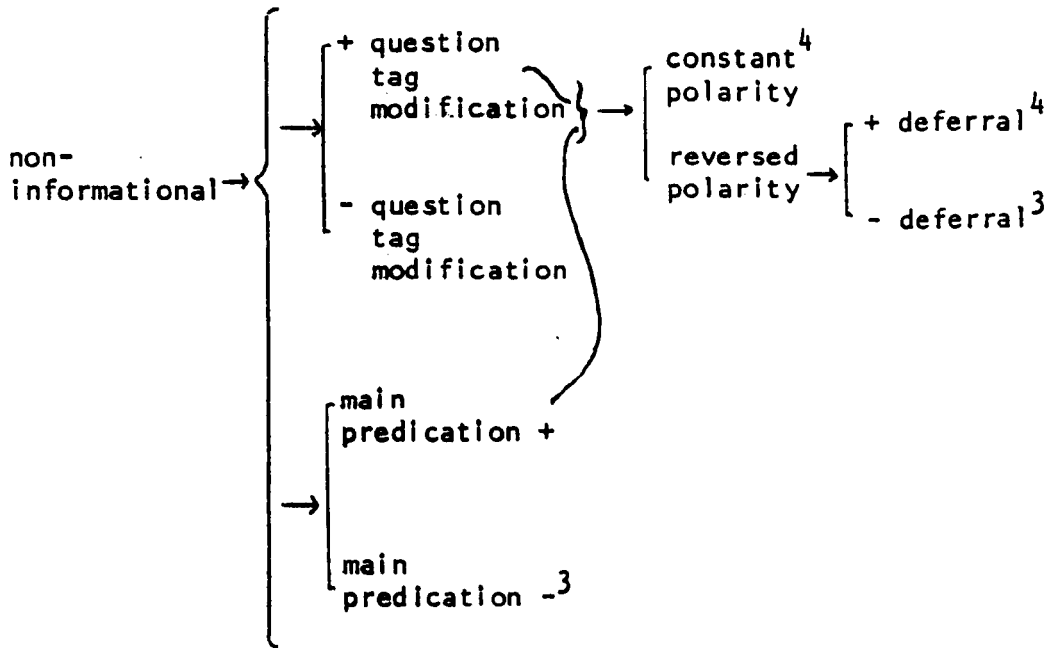 + question
tag
modification
constant⁴
polarity
reversed
polarity
+ deferral⁴
- deferral³
non-
informational
- question
tag
modification
main
predication +
main
predication -³